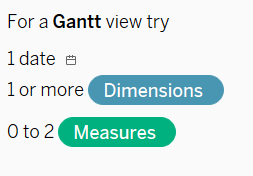 For a Gantt view try
1 date
1 or more Dimensions
0 to 2 Measures